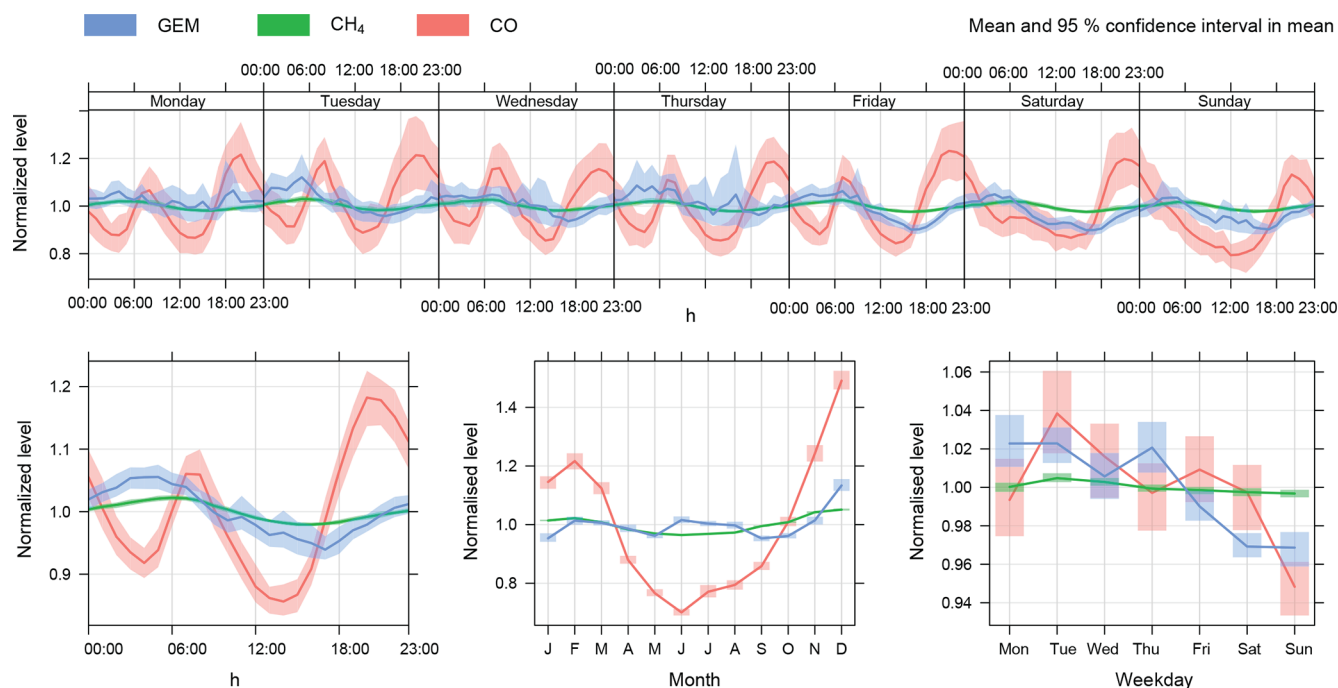 GEM CH₄ CO Mean and 95 % confidence interval in mean
00:00 06:00 12:00 18:00 23:00 00:00 06:00 12:00 18:00 23:00 00:00 06:00 12:00 18:00 23:00
Monday Tuesday Wednesday Thursday Friday Saturday Sunday
Normalized level
1.2
1.0
0.8
00:00 06:00 12:00 18:00 23:00 00:00 06:00 12:00 18:00 23:00 00:00 06:00 12:00 18:00 23:00 00:00 06:00 12:00 18:00 23:00
h
Normalized level
1.2
1.1
1.0
0.9
00:00 06:00 12:00 18:00 23:00
h
Normalised level
1.4
1.2
1.0
0.8
J F M A M J J A S O N D
Month
Normalised level
1.06
1.04
1.02
1.00
0.98
0.96
0.94
Mon Tue Wed Thu Fri Sat Sun
Weekday